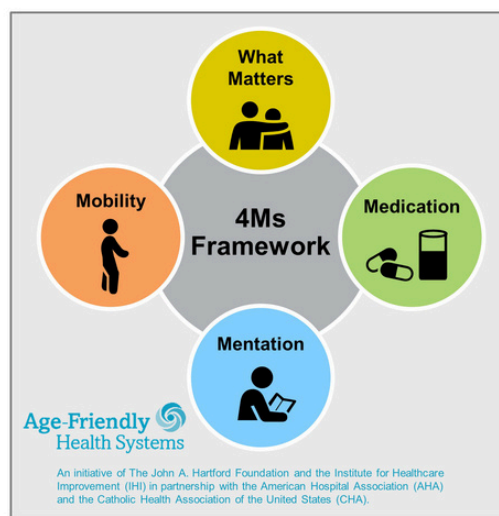 What
Matters
Mobility
4Ms
Framework
Medication
Mentation
Age-Friendly
Health Systems
An initiative of The John A. Hartford Foundation and the Institute for Healthcare
Improvement (IHI) in partnership with the American Hospital Association (AHA)
and the Catholic Health Association of the United States (CHA).